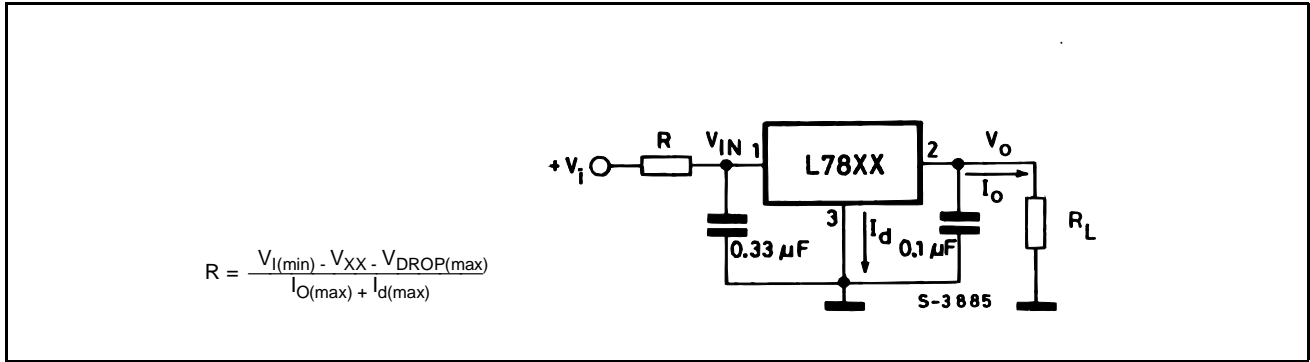 R V_IN 1 L78XX 2 V_o
+V_i
I_o
3 I_d R_L
0.33 µF 0.1 µF
R = V_I(min) - V_XX - V_DROP(max)
I_O(max) + I_d(max)
S-3885